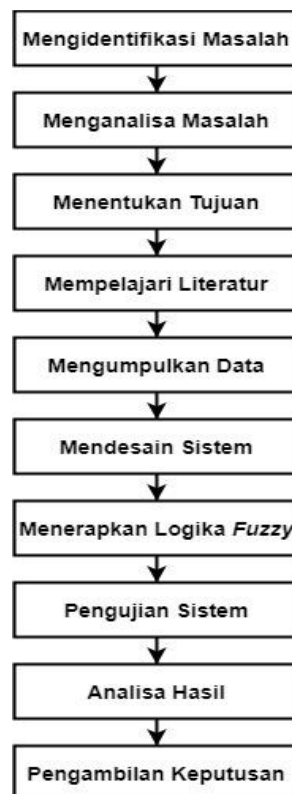 Mengidentifikasi Masalah
Menganalisa Masalah
Menentukan Tujuan
Mempelajari Literatur
Mengumpulkan Data
Mendesain Sistem
Menerapkan Logika Fuzzy
Pengujian Sistem
Analisa Hasil
Pengambilan Keputusan